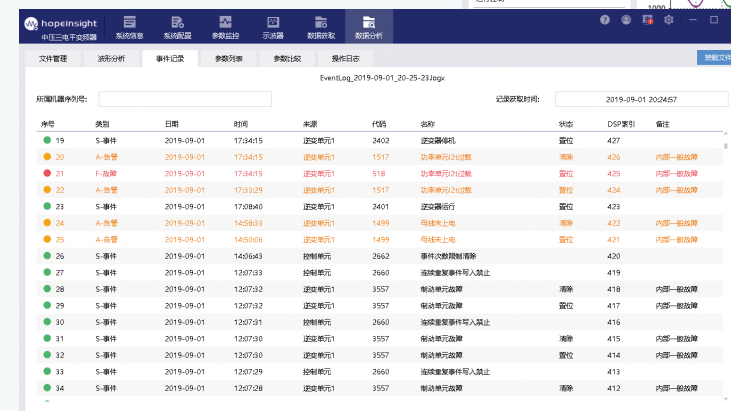 hopeInsight
中压三电平变频器
系统信息 系统配置 参数监控 示波器 数据获取 数据分析
文件管理 波形分析 事件记录 参数列表 参数比较 操作日志
装载文件
EventLog_2019-09-01_20-25-23.logx
所属机器序列号: 记录获取时间: 2019-09-01 20:24:57
序号 类别 日期 时间 来源 代码 名称 状态 DSP索引 备注
19 S-事件 2019-09-01 17:34:15 逆变单元1 2402 逆变器停机 置位 427
20 A-告警 2019-09-01 17:34:15 逆变单元1 1517 功率单元I2t过载 清除 426 内部一般故障
21 F-故障 2019-09-01 17:34:15 逆变单元1 518 功率单元I2t过载 置位 425 内部一般故障
22 A-告警 2019-09-01 17:33:29 逆变单元1 1517 功率单元I2t过载 置位 424 内部一般故障
23 S-事件 2019-09-01 17:08:40 逆变单元1 2401 逆变器运行 置位 423
24 A-告警 2019-09-01 14:58:33 逆变单元1 1499 母线未上电 清除 422 内部一般故障
25 A-告警 2019-09-01 14:50:06 逆变单元1 1499 母线未上电 置位 421 内部一般故障
26 S-事件 2019-09-01 14:06:43 控制单元 2662 事件次数限制清除 420
27 S-事件 2019-09-01 12:07:33 控制单元 2660 连续重复事件写入禁止 419
28 S-事件 2019-09-01 12:07:32 逆变单元1 3557 制动单元故障 清除 418 内部一般故障
29 S-事件 2019-09-01 12:07:32 逆变单元1 3557 制动单元故障 置位 417 内部一般故障
30 S-事件 2019-09-01 12:07:31 控制单元 2660 连续重复事件写入禁止 416
31 S-事件 2019-09-01 12:07:30 逆变单元1 3557 制动单元故障 清除 415 内部一般故障
32 S-事件 2019-09-01 12:07:30 逆变单元1 3557 制动单元故障 置位 414 内部一般故障
33 S-事件 2019-09-01 12:07:29 控制单元 2660 连续重复事件写入禁止 413
34 S-事件 2019-09-01 12:07:28 逆变单元1 3557 制动单元故障 清除 412 内部一般故障